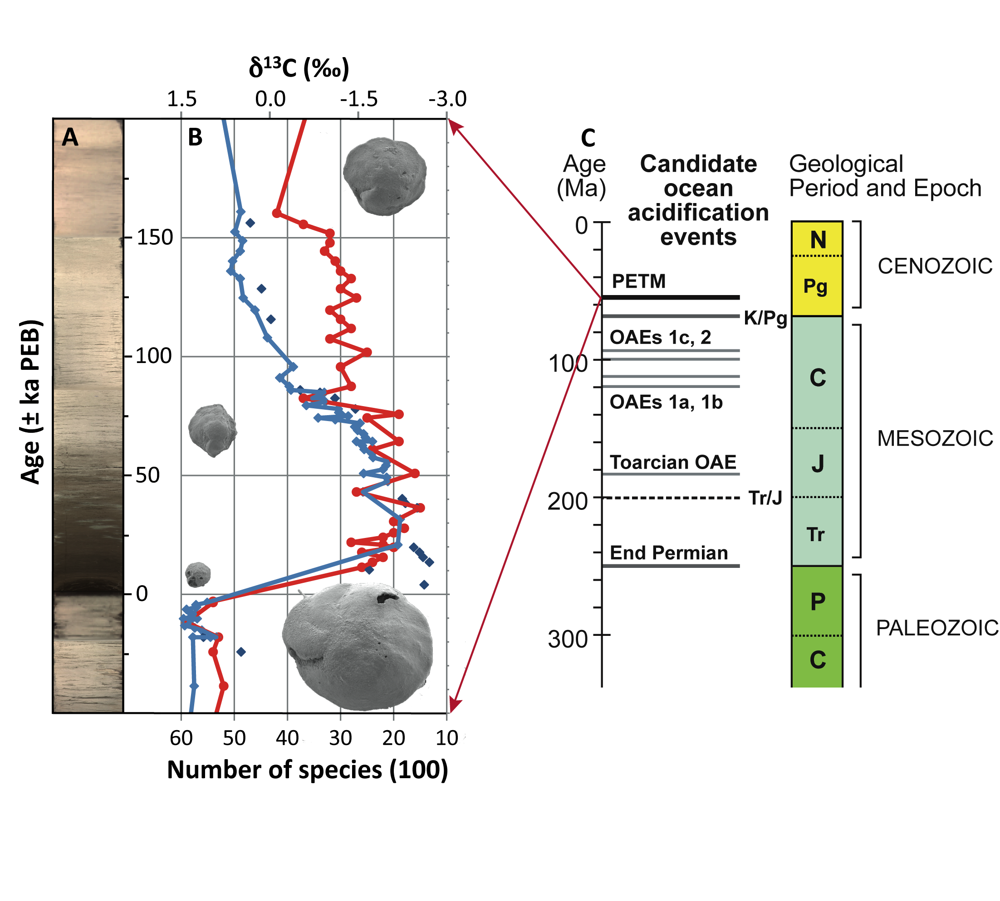 δ13C (‰)
1.5 0.0 -1.5 -3.0
A
B
Age (± ka PEB)
150
100
50
0
60 50 40 30 20 10
Number of species (100)
C
Age
(Ma)
Candidate
ocean
acidification
events
Geological
Period and Epoch
0
100
200
300
PETM
K/Pg
OAEs 1c, 2
OAEs 1a, 1b
Toarcian OAE
Tr/J
End Permian
N
Pg
C
J
Tr
P
C
CENOZOIC
MESOZOIC
PALEOZOIC